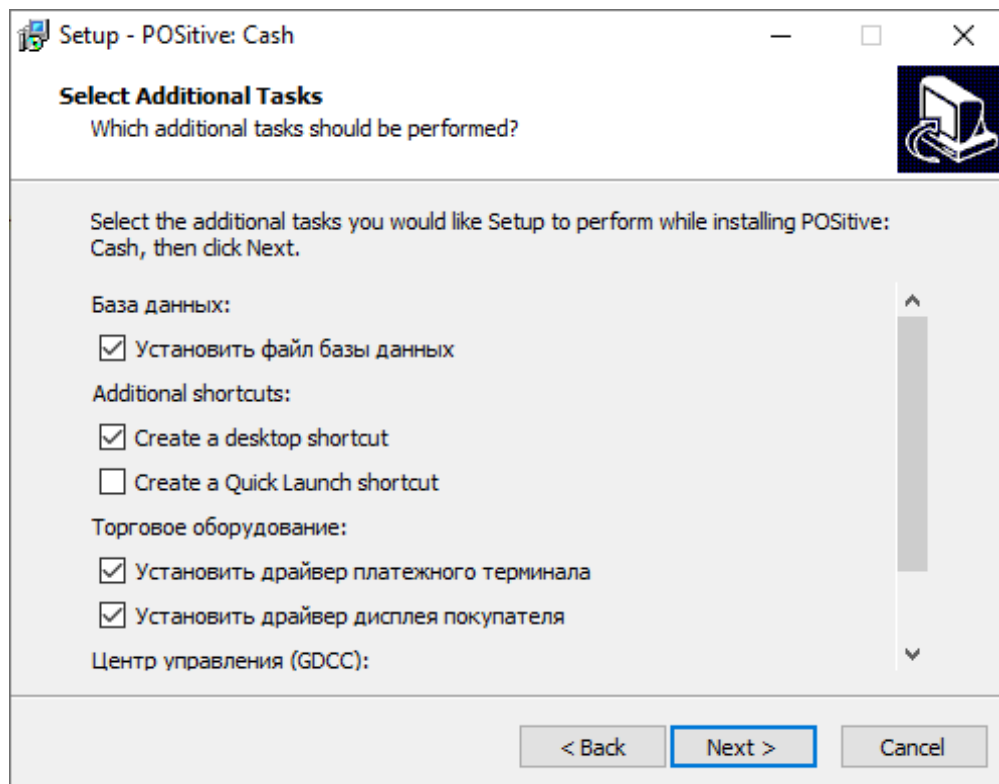 Setup - POSitive: Cash
Select Additional Tasks
Which additional tasks should be performed?
Select the additional tasks you would like Setup to perform while installing POSitive:
Cash, then click Next.
База данных:
Установить файл базы данных
Additional shortcuts:
Create a desktop shortcut
Create a Quick Launch shortcut
Торговое оборудование:
Установить драйвер платежного терминала
Установить драйвер дисплея покупателя
Центр управления (GDCC):
< Back
Next >
Cancel